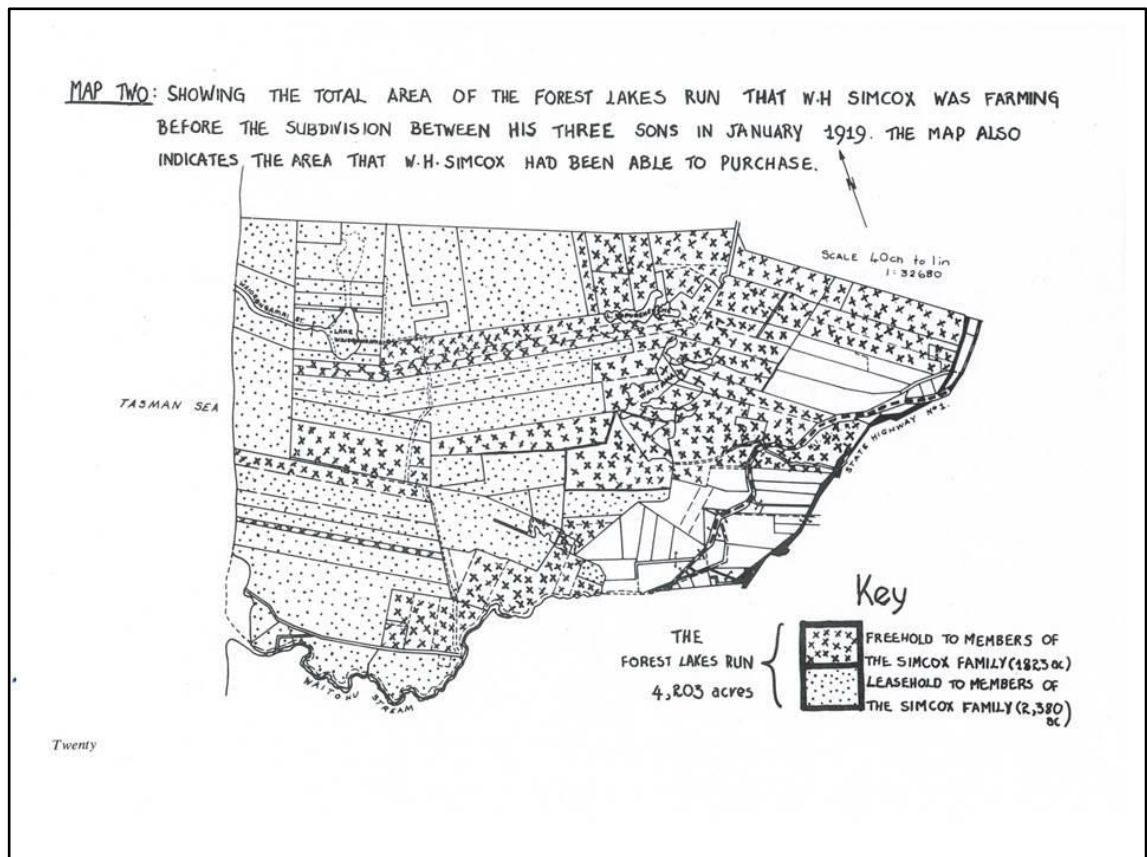 MAP TWO: SHOWING THE TOTAL AREA OF THE FOREST LAKES RUN THAT W.H SIMCOX WAS FARMING
BEFORE THE SUBDIVISION BETWEEN HIS THREE SONS IN JANUARY 1919. THE MAP ALSO
INDICATES THE AREA THAT W.H. SIMCOX HAD BEEN ABLE TO PURCHASE.
N
SCALE 40ch to 1in
1:32680
LAKE
TASMAN SEA
STATE HIGHWAY No 1.
WAITOHU STREAM
Key
THE
FOREST LAKES RUN
4,203 acres
FREEHOLD TO MEMBERS OF
THE SIMCOX FAMILY (1823 ac)
LEASEHOLD TO MEMBERS OF
THE SIMCOX FAMILY (2,380
ac)
Twenty